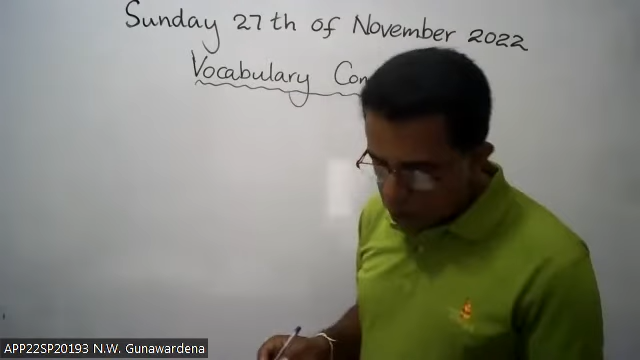 Sunday 27th of November 2022
Vocabulary
APP22SP20193 N.W. Gunawardena